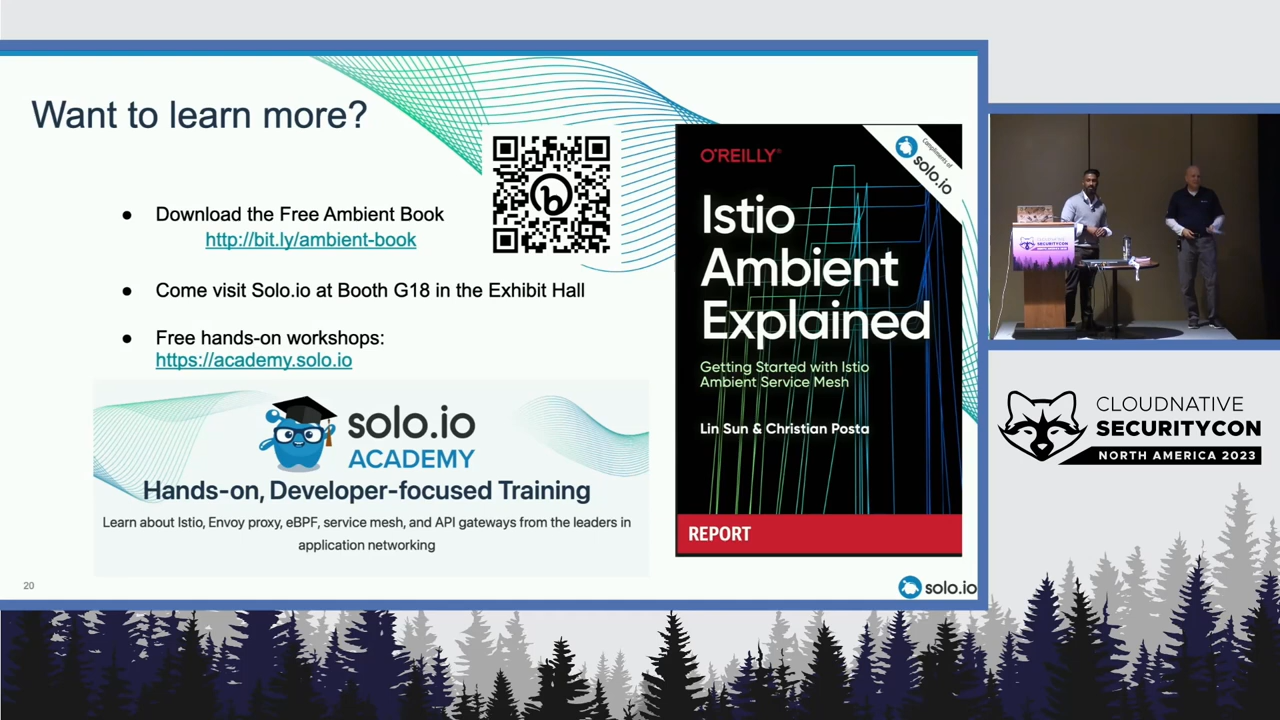 Want to learn more?
● Download the Free Ambient Book
http://bit.ly/ambient-book
● Come visit Solo.io at Booth G18 in the Exhibit Hall
● Free hands-on workshops:
https://academy.solo.io
solo.io
ACADEMY
Hands-on, Developer-focused Training
Learn about Istio, Envoy proxy, eBPF, service mesh, and API gateways from the leaders in
application networking
20
O'REILLY®
Compliments of
solo.io
Istio
Ambient
Explained
Getting Started with Istio
Ambient Service Mesh
Lin Sun & Christian Posta
REPORT
solo.io
CLOUDNATIVE
SECURITYCON
CLOUDNATIVE
SECURITYCON
NORTH AMERICA 2023